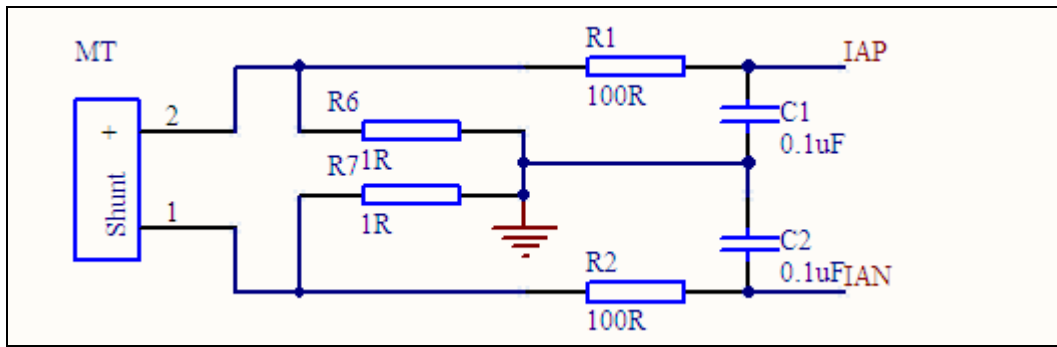 MT
R1
IAP
100R
2
R6
C1
+
1R
0.1uF
R7
Shunt
1
1R
R2
C2
0.1uF
IAN
100R